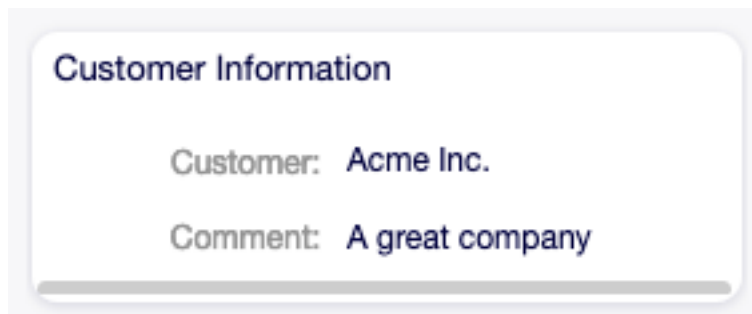 Customer Information
Customer: Acme Inc.
Comment: A great company